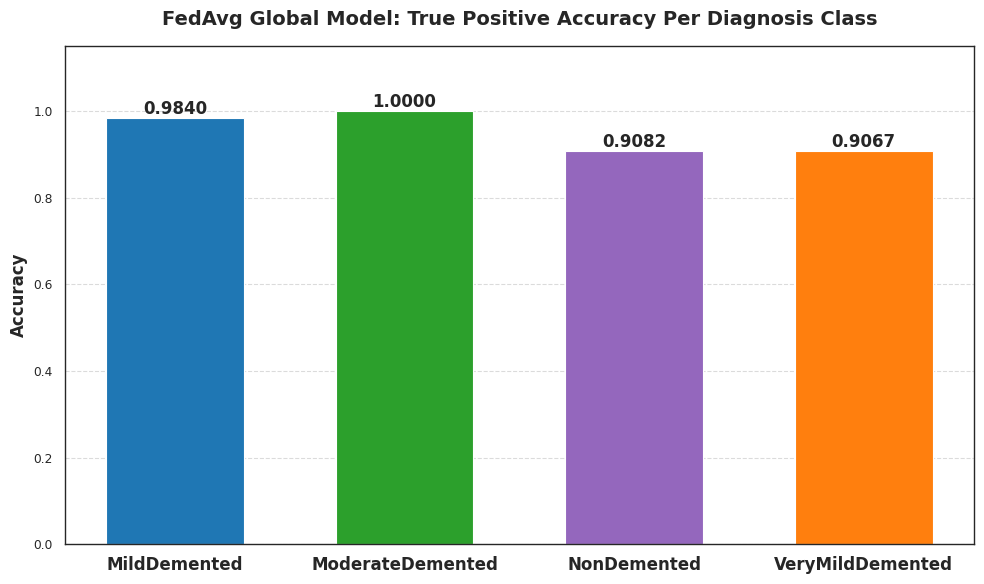 FedAvg Global Model: True Positive Accuracy Per Diagnosis Class
Accuracy
1.0
0.8
0.6
0.4
0.2
0.0
0.9840
1.0000
0.9082
0.9067
MildDemented
ModerateDemented
NonDemented
VeryMildDemented